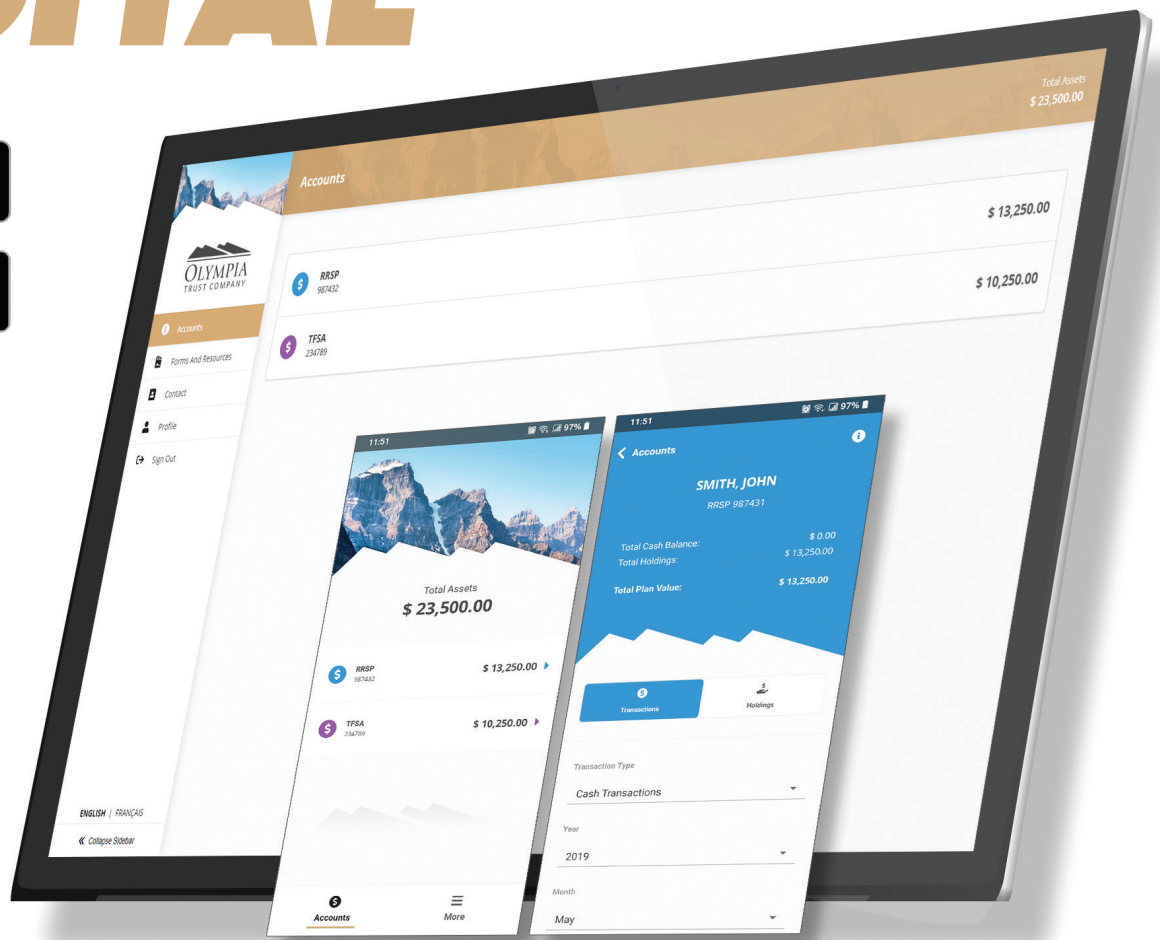 Total Assets
$ 23,500.00
Accounts
OLYMPIA
TRUST COMPANY
RRSP
987432
$ 13,250.00
TFSA
234789
$ 10,250.00
Accounts
Forms And Resources
Contact
Profile
Sign Out
ENGLISH | FRANÇAIS
Collapse Sidebar
11:51
97%
Total Assets
$ 23,500.00
RRSP
987432
$ 13,250.00
TFSA
234789
$ 10,250.00
Accounts
More
11:51
97%
Accounts
SMITH, JOHN
RRSP 987431
Total Cash Balance:
$ 0.00
Total Holdings:
$ 13,250.00
Total Plan Value:
$ 13,250.00
Transactions
Holdings
Transaction Type
Cash Transactions
Year
2019
Month
May